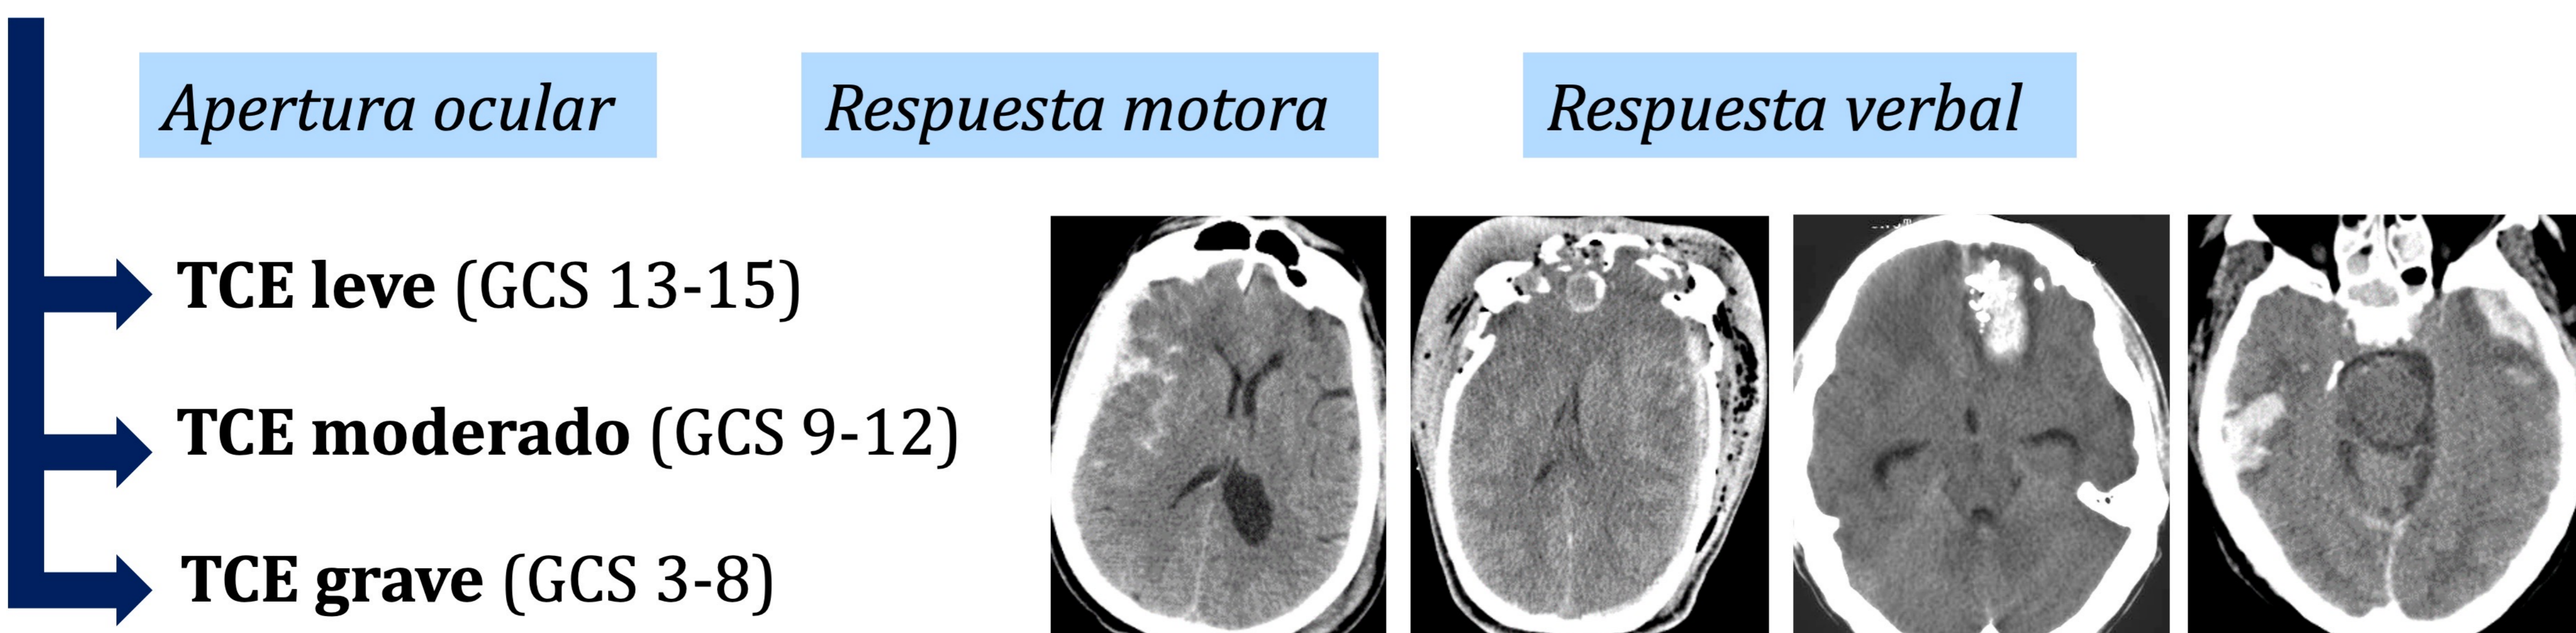 Apertura ocular
Respuesta motora
Respuesta verbal
TCE leve (GCS 13-15)
TCE moderado (GCS 9-12)
TCE grave (GCS 3-8)